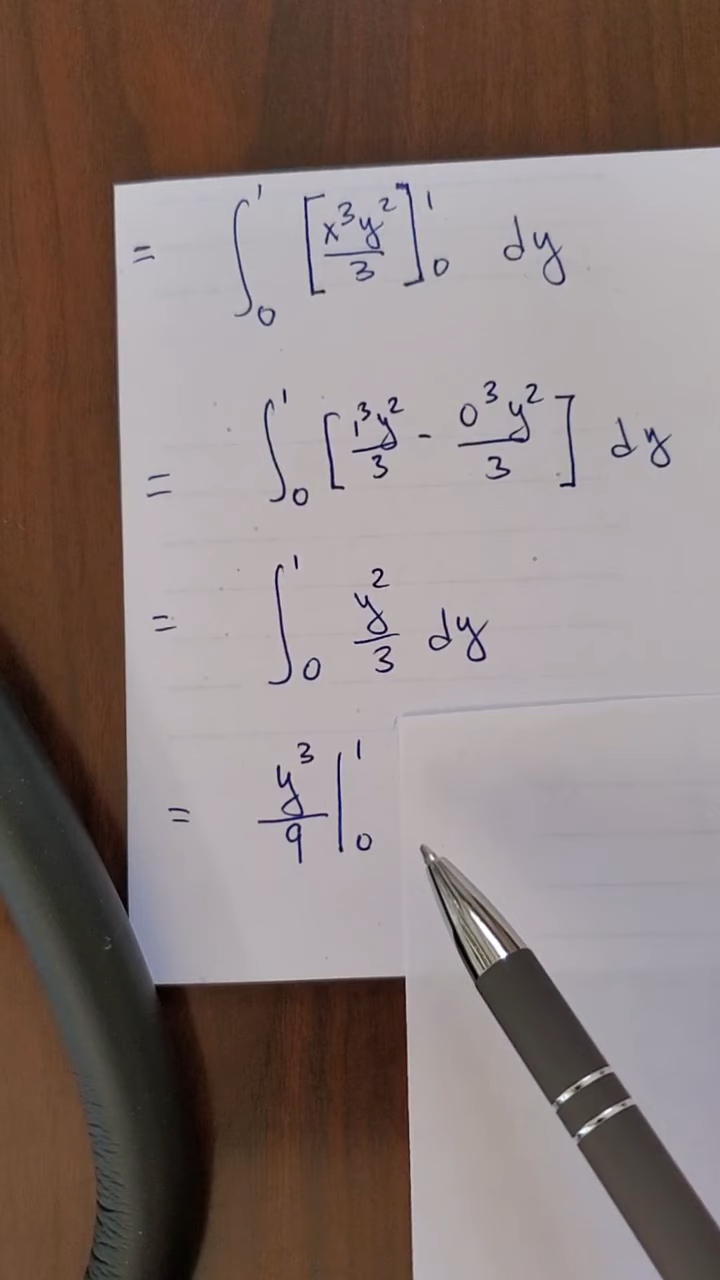 = ∫₀¹ [x³y²/3]₀¹ dy
= ∫₀¹ [1³y²/3 - 0³y²/3] dy
= ∫₀¹ y²/3 dy
= y³/9 |₀¹